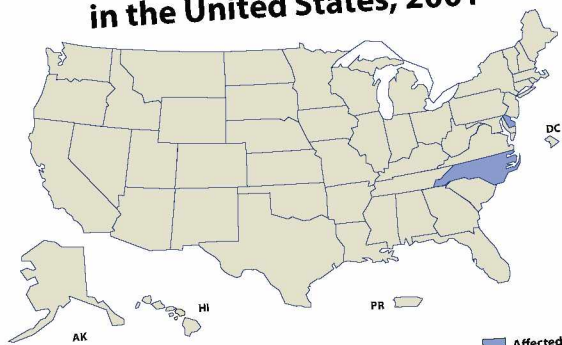 in the United States, 2001
DC
HI
PR
AK
Affected